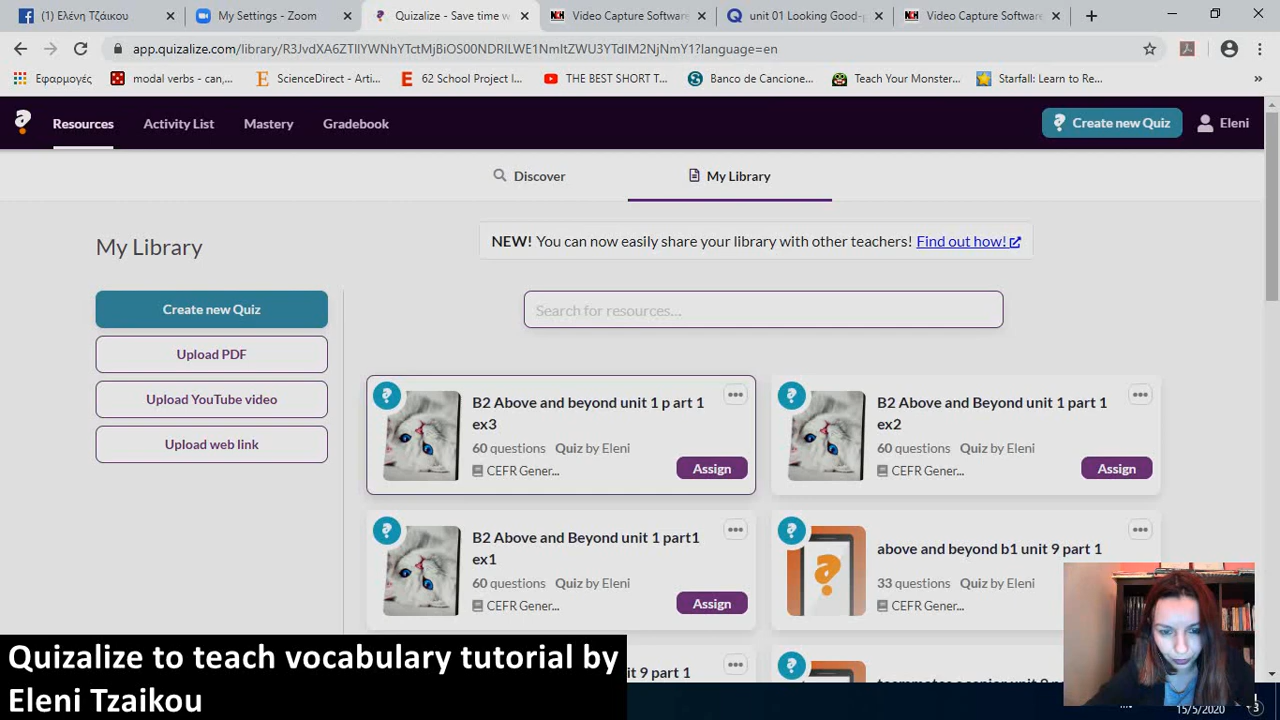 (1) Ελένη Τζάικου
My Settings - Zoom
Quizalize - Save time w
Video Capture Software
unit 01 Looking Good-
Video Capture Software
app.quizalize.com/library/
?language=en
Εφαρμογές
modal verbs - can,...
ScienceDirect - Arti...
62 School Project I...
THE BEST SHORT T...
Banco de Cancione...
Teach Your Monster...
Starfall: Learn to Re...
Resources
Activity List
Mastery
Gradebook
Create new Quiz
Eleni
Discover
My Library
My Library
NEW! You can now easily share your library with other teachers! Find out how!
Create new Quiz
Upload PDF
Upload YouTube video
Upload web link
Search for resources...
B2 Above and beyond unit 1 p art 1
ex3
60 questions Quiz by Eleni
CEFR Gener...
Assign
B2 Above and Beyond unit 1 part 1
ex2
60 questions Quiz by Eleni
CEFR Gener...
Assign
B2 Above and Beyond unit 1 part1
ex1
60 questions Quiz by Eleni
CEFR Gener...
Assign
above and beyond b1 unit 9 part 1
33 questions Quiz by Eleni
CEFR Gener...
it 9 part 1
Quizalize to teach vocabulary tutorial by
Eleni Tzaikou
15/5/2020
3